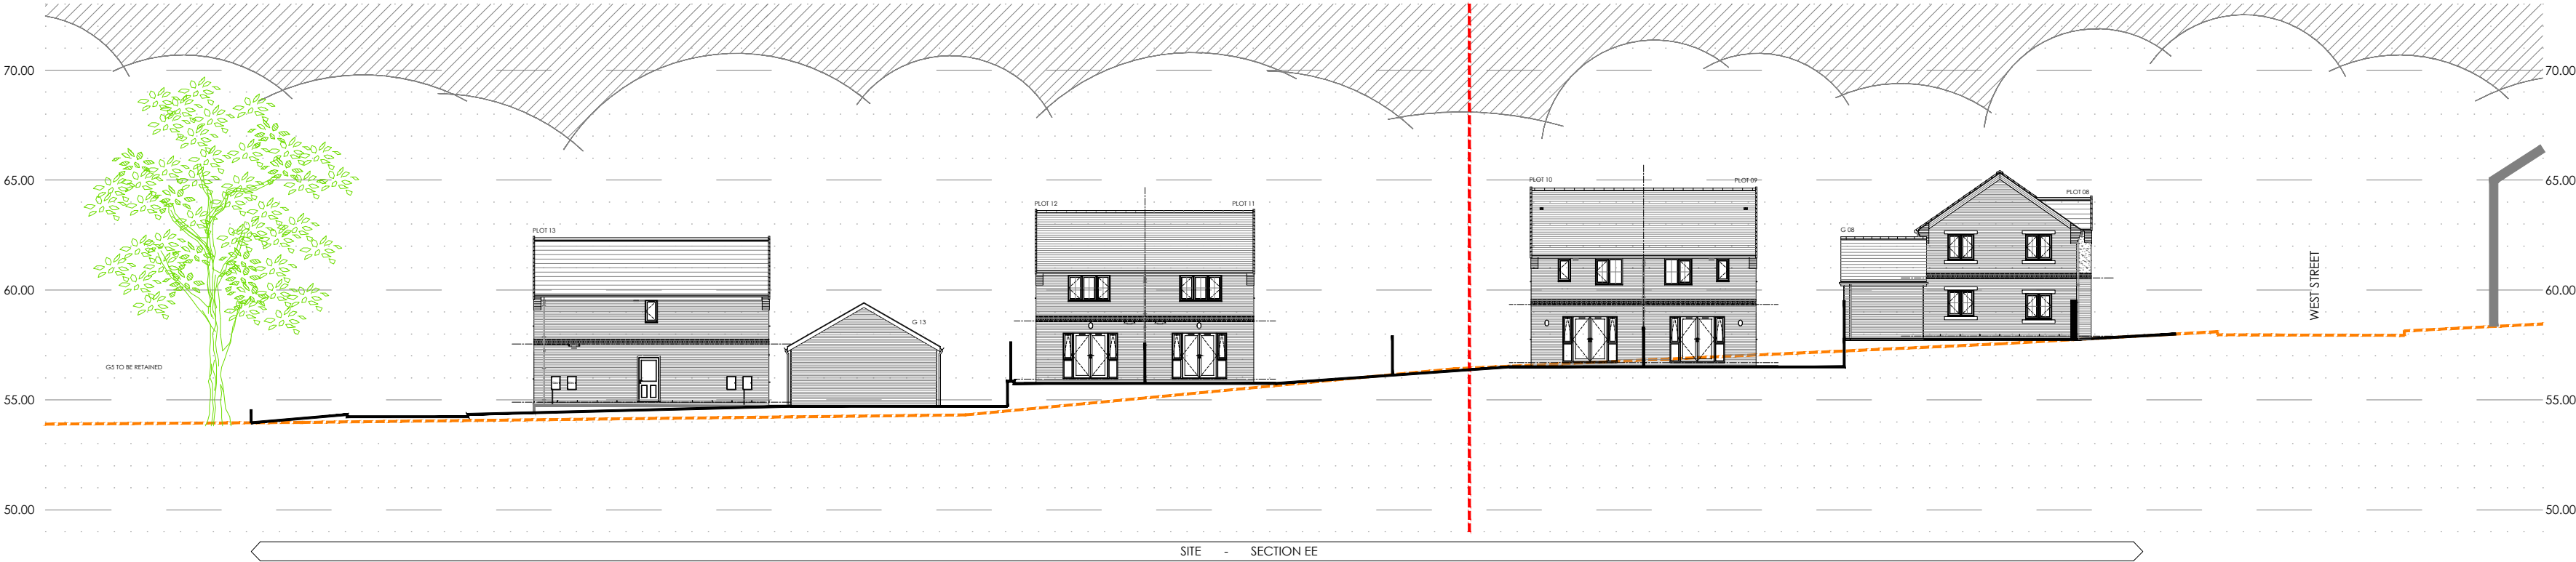 70.00
70.00
65.00
65.00
PLOT 10
PLOT 09
PLOT 08
PLOT 12
PLOT 11
PLOT 13
G 08
60.00
60.00
WEST STREET
G 13
G5 TO BE RETAINED
55.00
55.00
50.00
50.00
SITE - SECTION EE